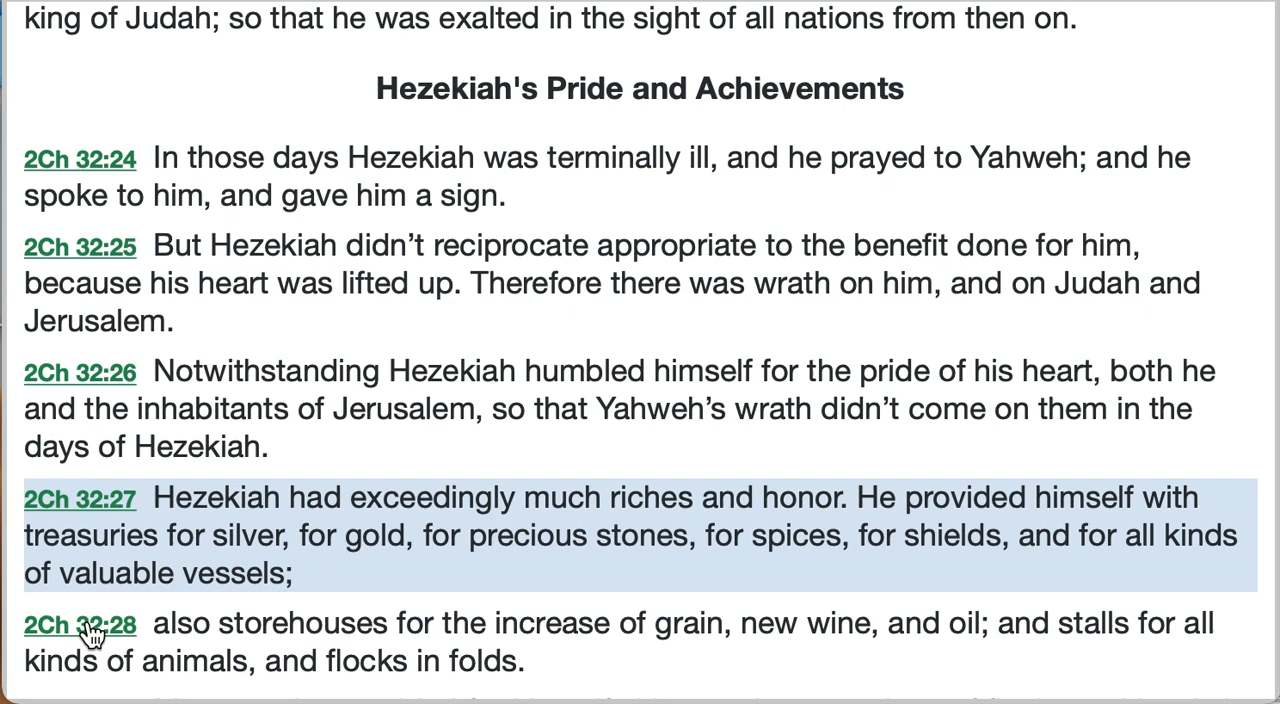 king of Judah; so that he was exalted in the sight of all nations from then on.
Hezekiah's Pride and Achievements
2Ch 32:24 In those days Hezekiah was terminally ill, and he prayed to Yahweh; and he
spoke to him, and gave him a sign.
2Ch 32:25 But Hezekiah didn’t reciprocate appropriate to the benefit done for him,
because his heart was lifted up. Therefore there was wrath on him, and on Judah and
Jerusalem.
2Ch 32:26 Notwithstanding Hezekiah humbled himself for the pride of his heart, both he
and the inhabitants of Jerusalem, so that Yahweh’s wrath didn’t come on them in the
days of Hezekiah.
2Ch 32:27 Hezekiah had exceedingly much riches and honor. He provided himself with
treasuries for silver, for gold, for precious stones, for spices, for shields, and for all kinds
of valuable vessels;
2Ch 32:28 also storehouses for the increase of grain, new wine, and oil; and stalls for all
kinds of animals, and flocks in folds.